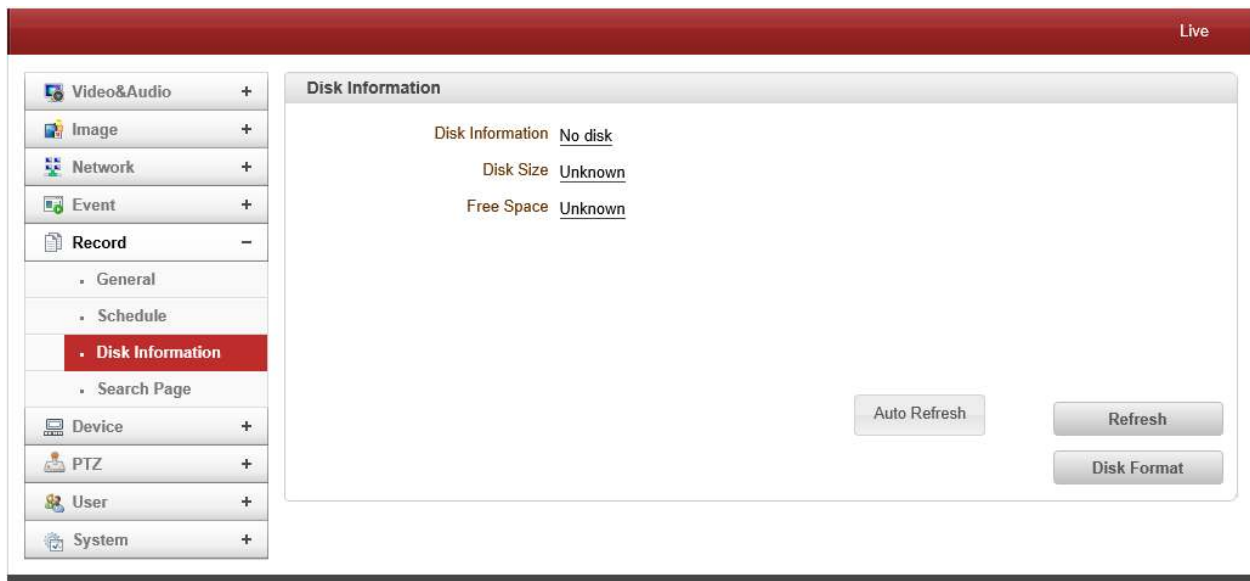 Live
Video&Audio +
Image +
Network +
Event +
Record −
General
Schedule
Disk Information
Search Page
Device +
PTZ +
User +
System +
Disk Information
Disk Information No disk
Disk Size Unknown
Free Space Unknown
Auto Refresh
Refresh
Disk Format